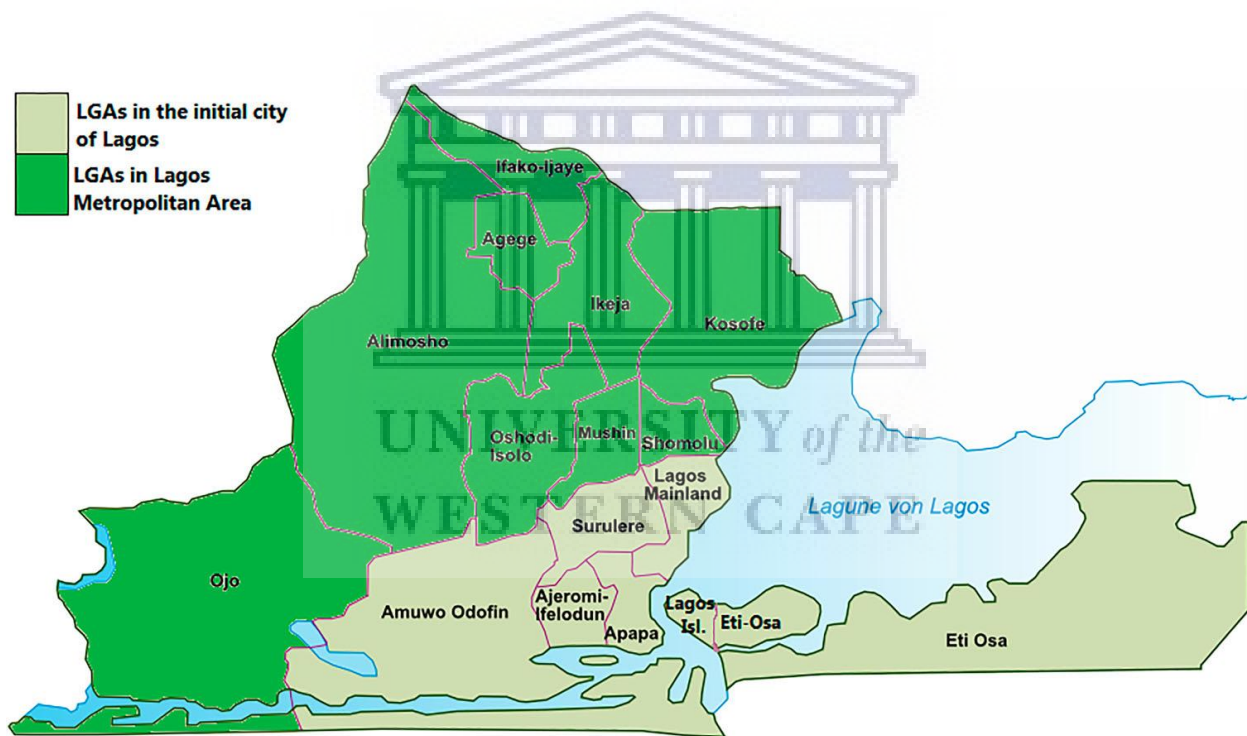 LGAs in the initial city
of Lagos
LGAs in Lagos
Metropolitan Area
Ifako-Ijaye
Agege
Ikeja
Kosofe
Alimosho
Oshodi-
Isolo
Mushin
Shomolu
UNIVERSITY of the
WESTERN CAPE
Lagos
Mainland
Surulere
Lagune von Lagos
Ojo
Amuwo Odofin
Ajeromi-
Ifelodun
Apapa
Lagos
Isl.
Eti-Osa
Eti Osa